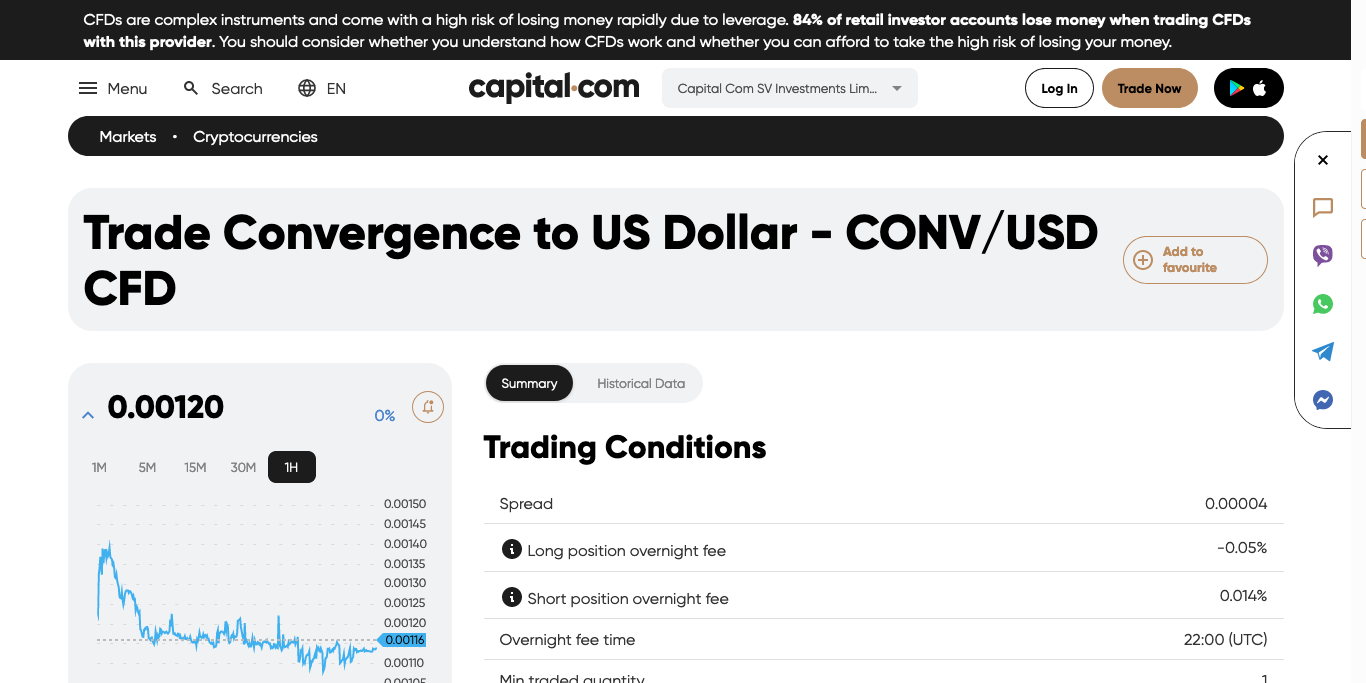 CFDs are complex instruments and come with a high risk of losing money rapidly due to leverage. 84% of retail investor accounts lose money when trading CFDs
with this provider. You should consider whether you understand how CFDs work and whether you can afford to take the high risk of losing your money.
Menu Search EN capital.com Capital Com SV Investments Lim... Log In Trade Now
Markets • Cryptocurrencies
Trade Convergence to US Dollar - CONV/USD
CFD
Add to
favourite
0.00120 0%
1M 5M 15M 30M 1H
0.00150
0.00145
0.00140
0.00135
0.00130
0.00125
0.00120
0.00116
0.00110
0.00105
Summary Historical Data
Trading Conditions
Spread 0.00004
Long position overnight fee -0.05%
Short position overnight fee 0.014%
Overnight fee time 22:00 (UTC)
Min traded quantity 1